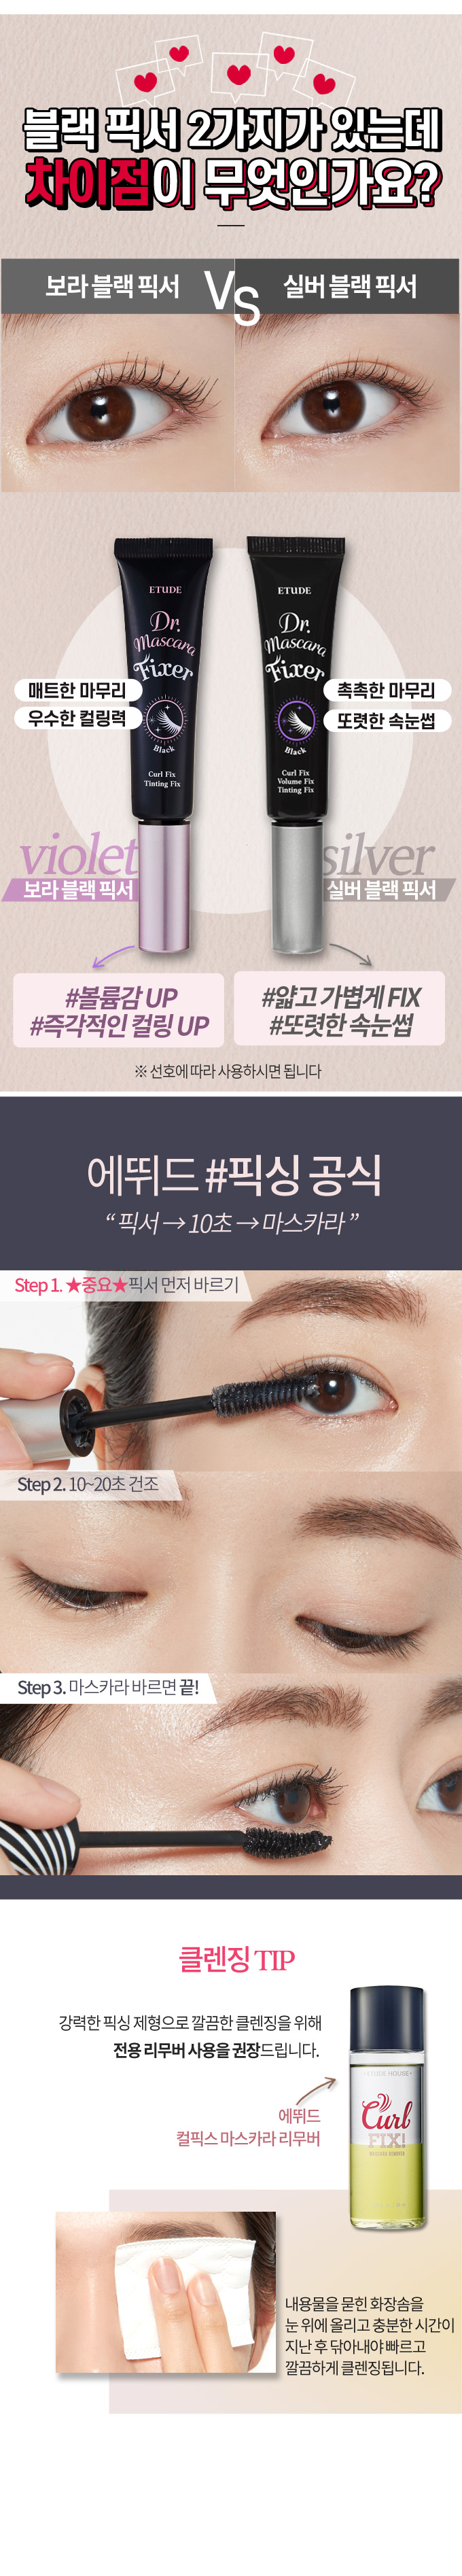 블랙 픽서 2가지가 있는데
차이점이 무엇인가요?
보라 블랙 픽서
Vs
실버 블랙 픽서
ETUDE
Dr.
Mascara
Fixer
Black
Curl Fix
Tinting Fix
ETUDE
Dr.
Mascara
Fixer
Black
Curl Fix
Volume Fix
Tinting Fix
매트한 마무리
우수한 컬링력
촉촉한 마무리
또렷한 속눈썹
violet
보라 블랙 픽서
silver
실버 블랙 픽서
#볼륨감 UP
#즉각적인 컬링 UP
#얇고 가볍게 FIX
#또렷한 속눈썹
※ 선호에 따라 사용하시면 됩니다
에뛰드 #픽싱 공식
“ 픽서 → 10초 → 마스카라 ”
Step 1. ★중요★픽서 먼저 바르기
Step 2. 10~20초 건조
Step 3. 마스카라 바르면 끝!
클렌징 TIP
강력한 픽싱 제형으로 깔끔한 클렌징을 위해
전용 리무버 사용을 권장드립니다.
에뛰드
컬픽스 마스카라 리무버
ETUDE HOUSE
Curl
FIX!
내용물을 묻힌 화장솜을
눈 위에 올리고 충분한 시간이
지난 후 닦아내야 빠르고
깔끔하게 클렌징됩니다.